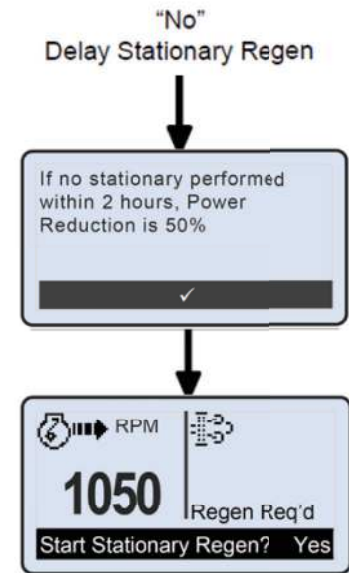 “No”
Delay Stationary Regen
If no stationary performed
within 2 hours, Power
Reduction is 50%
✓
RPM
1050
Regen Req'd
Start Stationary Regen? Yes